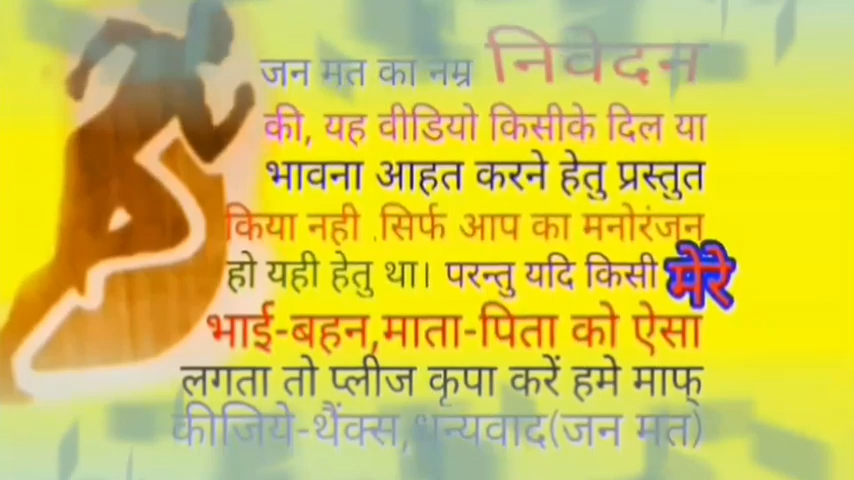 जन मत का नम्र निवेदन
की, यह वीडियो किसीके दिल या
भावना आहत करने हेतु प्रस्तुत
किया नही .सिर्फ आप का मनोरंजन
हो यही हेतु था। परन्तु यदि किसी मेरे
भाई-बहन,माता-पिता को ऐसा
लगता तो प्लीज कृपा करें हमे माफ्
कीजिये-थैंक्स,धन्यवाद(जन मत)